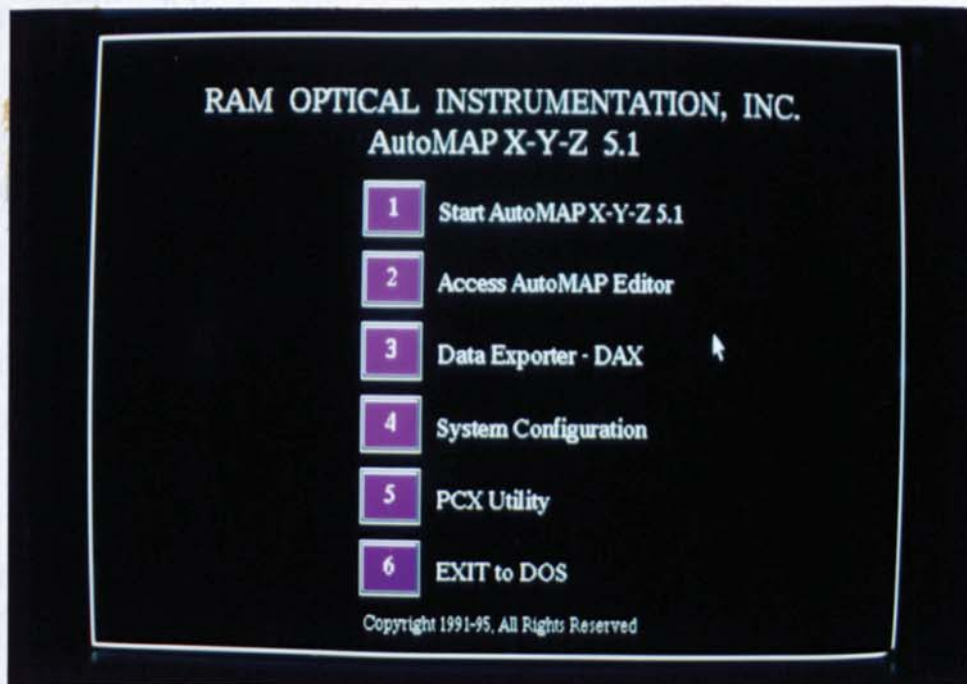 RAM OPTICAL INSTRUMENTATION, INC.
AutoMAP X-Y-Z 5.1
1 Start AutoMAP X-Y-Z 5.1
2 Access AutoMAP Editor
3 Data Exporter - DAX
4 System Configuration
5 PCX Utility
6 EXIT to DOS
Copyright 1991-95, All Rights Reserved